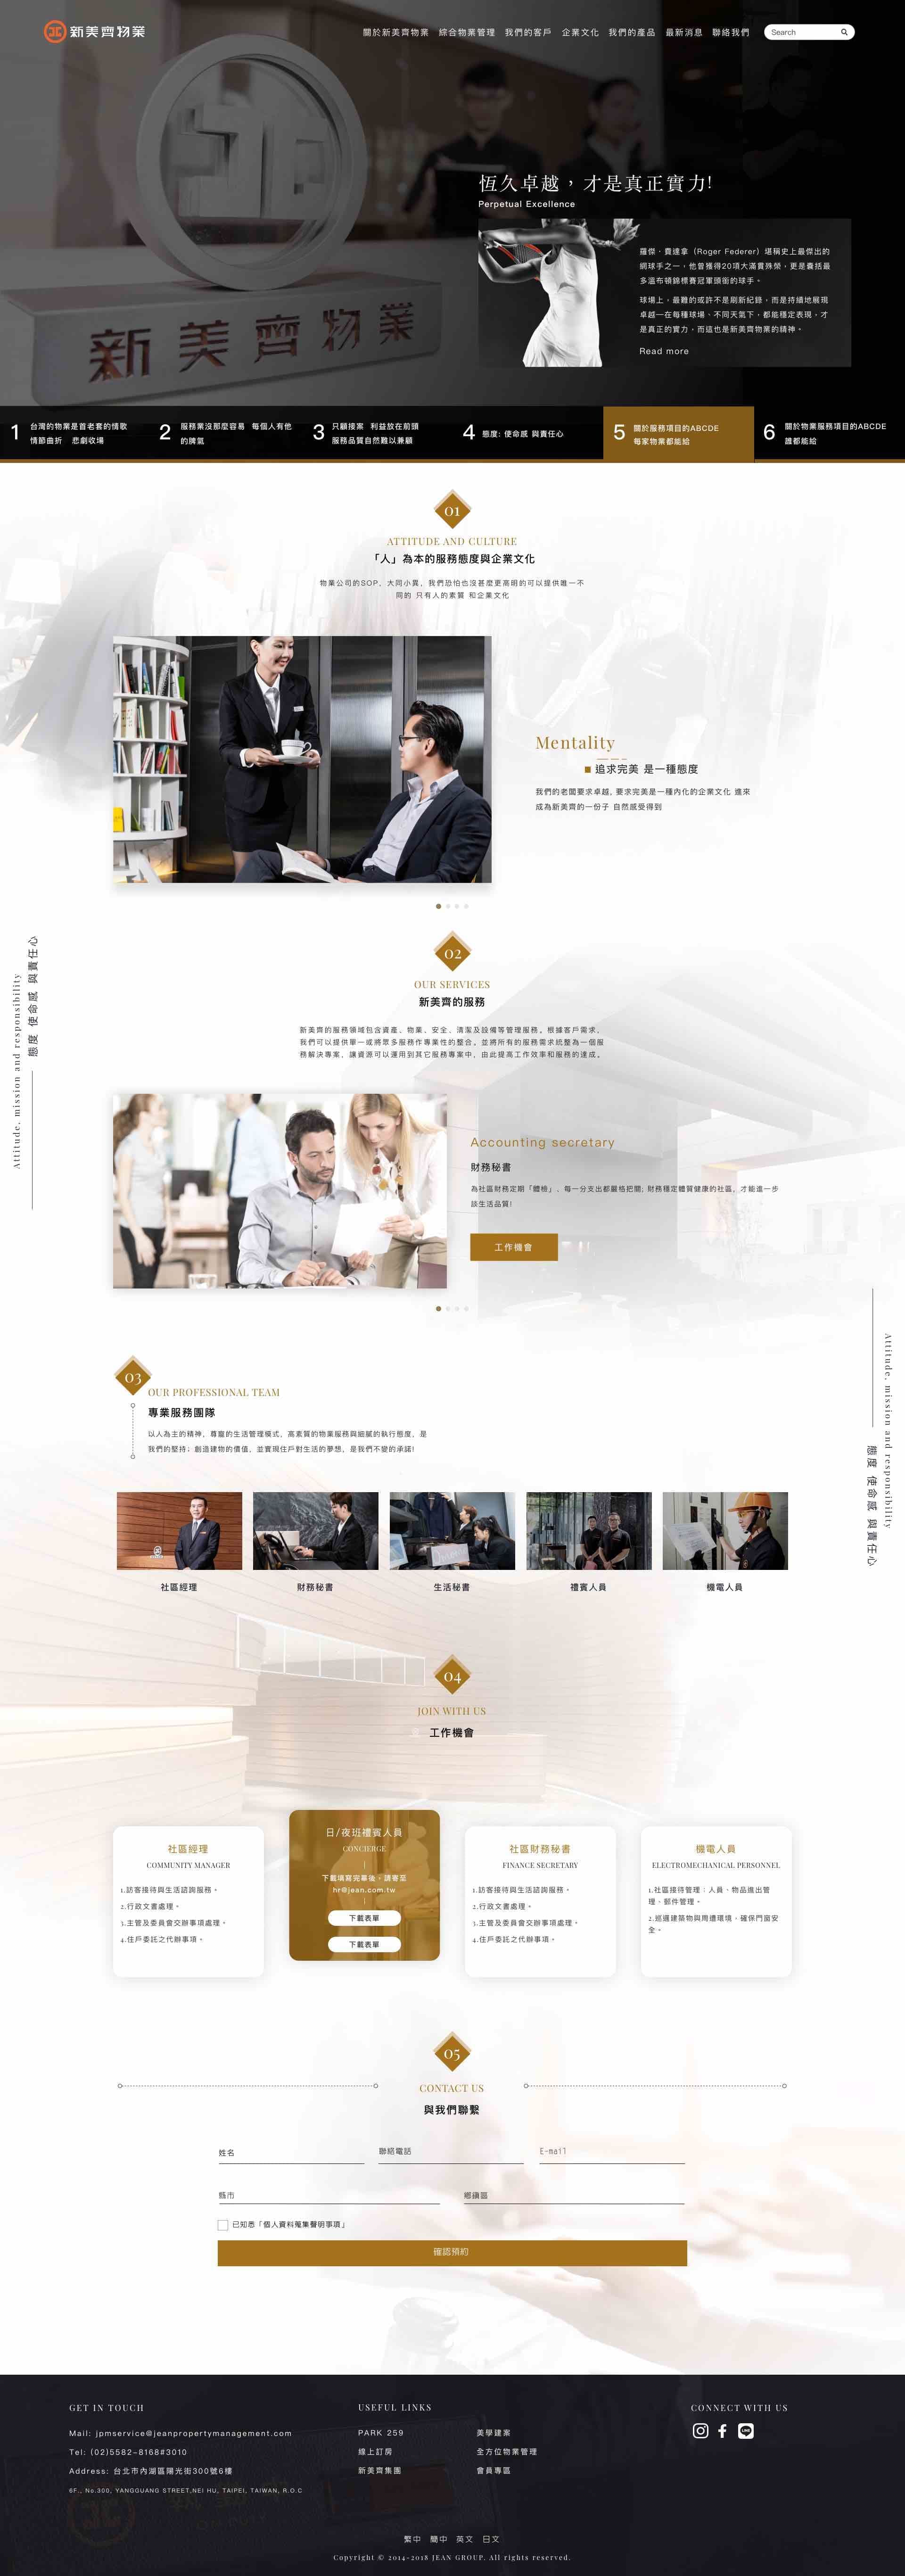 新美齊物業
關於新美齊物業
綜合物業管理
我們的客戶
企業文化
我們的產品
最新消息
聯絡我們
Search
新美齊物業
恆久卓越，才是真正實力!
Perpetual Excellence
羅傑·費達拿（Roger Federer）堪稱史上最傑出的
網球手之一，他曾獲得20項大滿貫殊榮，更是囊括最
多溫布頓錦標賽冠軍頭銜的球手。
球場上，最難的或許不是刷新紀錄，而是持續地展現
卓越—在每種球場、不同天氣下，都能穩定表現，才
是真正的實力，而這也是新美齊物業的精神。
Read more
1
台灣的物業是首老套的情歌
情節曲折 悲劇收場
2
服務業沒那麼容易 每個人有他
的脾氣
3
只顧接案 利益放在前頭
服務品質自然難以兼顧
4
態度: 使命感 與責任心
5
關於服務項目的ABCDE
每家物業都能給
6
關於物業服務項目的ABCDE
誰都能給
01
ATTITUDE AND CULTURE
「人」為本的服務態度與企業文化
物業公司的SOP，大同小異，我們恐怕也沒甚麼更高明的可以提供唯一不
同的 只有人的素質 和企業文化
Mentality
追求完美 是一種態度
我們的老闆要求卓越, 要求完美是一種內化的企業文化 進來
成為新美齊的一份子 自然感受得到
Attitude, mission and responsibility
態度 使命感 與責任心
02
OUR SERVICES
新美齊的服務
新美齊的服務領域包含資產、物業、安全、清潔及設備等管理服務。根據客戶需求，
我們可以提供單一或將眾多服務作專業性的整合。並將所有的服務需求統整為一個服
務解決專案，讓資源可以運用到其它服務專案中，由此提高工作效率和服務的達成。
Accounting secretary
財務秘書
為社區財務定期「體檢」，每一分支出都嚴格把關; 財務穩定體質健康的社區，才能進一步
談生活品質!
工作機會
Attitude, mission and responsibility
態度 使命感 與責任心
03
OUR PROFESSIONAL TEAM
專業服務團隊
以人為主的精神，尊寵的生活管理模式，高素質的物業服務與細膩的執行態度，是
我們的堅持；創造建物的價值，並實現住戶對生活的夢想，是我們不變的承諾!
社區經理
財務秘書
生活秘書
禮賓人員
機電人員
04
JOIN WITH US
工作機會
社區經理
COMMUNITY MANAGER
1.訪客接待與生活諮詢服務。
2.行政文書處理。
3.主管及委員會交辦事項處理。
4.住戶委託之代辦事項。
日/夜班禮賓人員
CONCIERGE
下載填寫完畢後，請寄至
hr@jean.com.tw
下載表單
下載表單
社區財務秘書
FINANCE SECRETARY
1.訪客接待與生活諮詢服務。
2.行政文書處理。
3.主管及委員會交辦事項處理。
4.住戶委託之代辦事項。
機電人員
ELECTROMECHANICAL PERSONNEL
1.社區接待管理：人員、物品進出管
理、郵件管理。
2.巡邏建築物與周遭環境、確保門窗安
全。
05
CONTACT US
與我們聯繫
姓名
聯絡電話
E-mail
縣市
鄉鎮區
已知悉「個人資料蒐集聲明事項」
確認預約
GET IN TOUCH
Mail: jpmservice@jeanpropertymanagement.com
Tel: (02)5582-8168#3010
Address: 台北市內湖區陽光街300號6樓
6F., No.300, YANGGUANG STREET,NEI HU, TAIPEI, TAIWAN, R.O.C
USEFUL LINKS
PARK 259
美學建案
線上訂房
全方位物業管理
新美齊集團
會員專區
CONNECT WITH US
LINE
繁中 簡中 英文 日文
Copyright © 2014-2018 JEAN GROUP. All rights reserved.